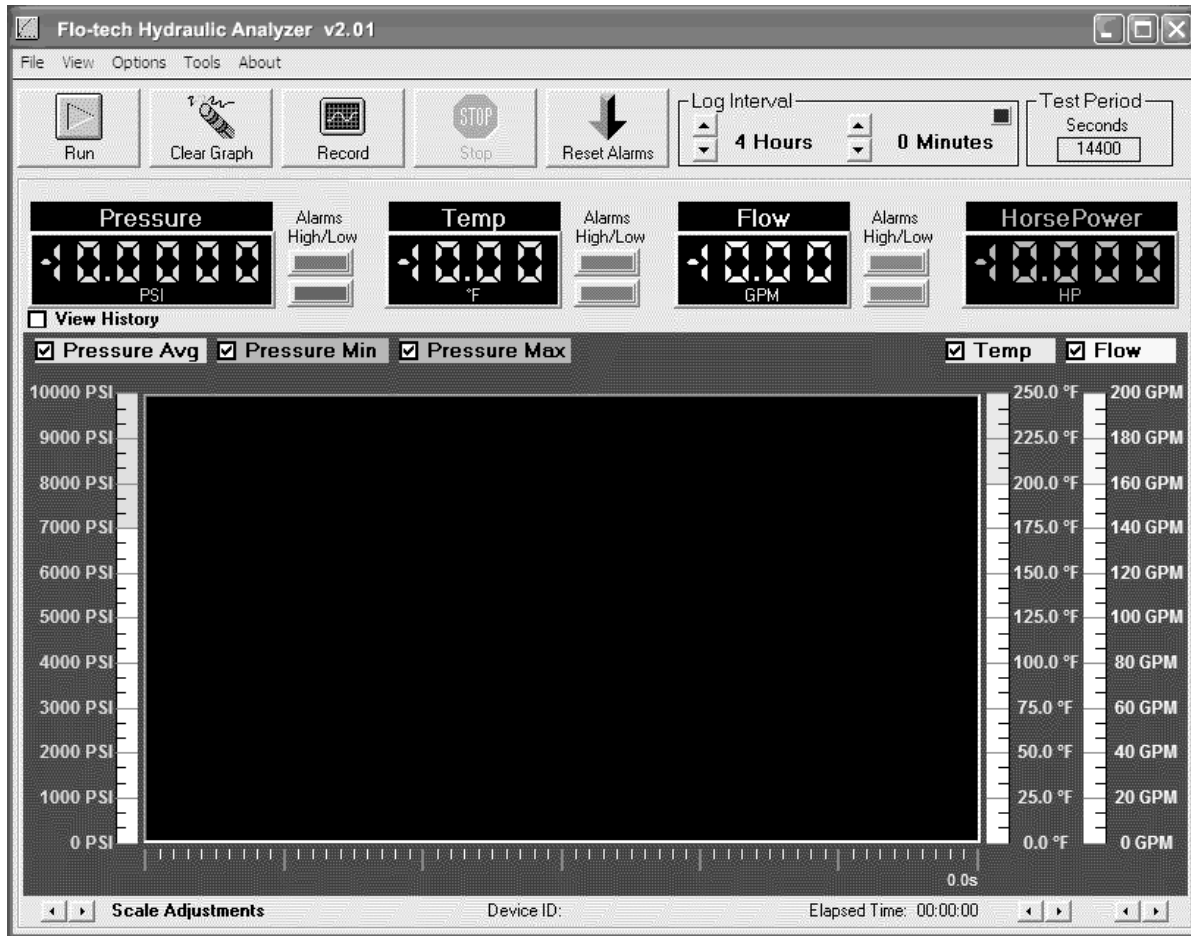 Flo-tech Hydraulic Analyzer v2.01
File View Options Tools About
Run
Clear Graph
Record
STOP
Stop
Reset Alarms
Log Interval
4 Hours
0 Minutes
Test Period
Seconds
14400
Pressure
PSI
Alarms
High/Low
Temp
°F
Alarms
High/Low
Flow
GPM
Alarms
High/Low
HorsePower
HP
View History
Pressure Avg
Pressure Min
Pressure Max
Temp
Flow
10000 PSI
9000 PSI
8000 PSI
7000 PSI
6000 PSI
5000 PSI
4000 PSI
3000 PSI
2000 PSI
1000 PSI
0 PSI
250.0 °F
225.0 °F
200.0 °F
175.0 °F
150.0 °F
125.0 °F
100.0 °F
75.0 °F
50.0 °F
25.0 °F
0.0 °F
200 GPM
180 GPM
160 GPM
140 GPM
120 GPM
100 GPM
80 GPM
60 GPM
40 GPM
20 GPM
0 GPM
0.0s
Scale Adjustments
Device ID:
Elapsed Time: 00:00:00